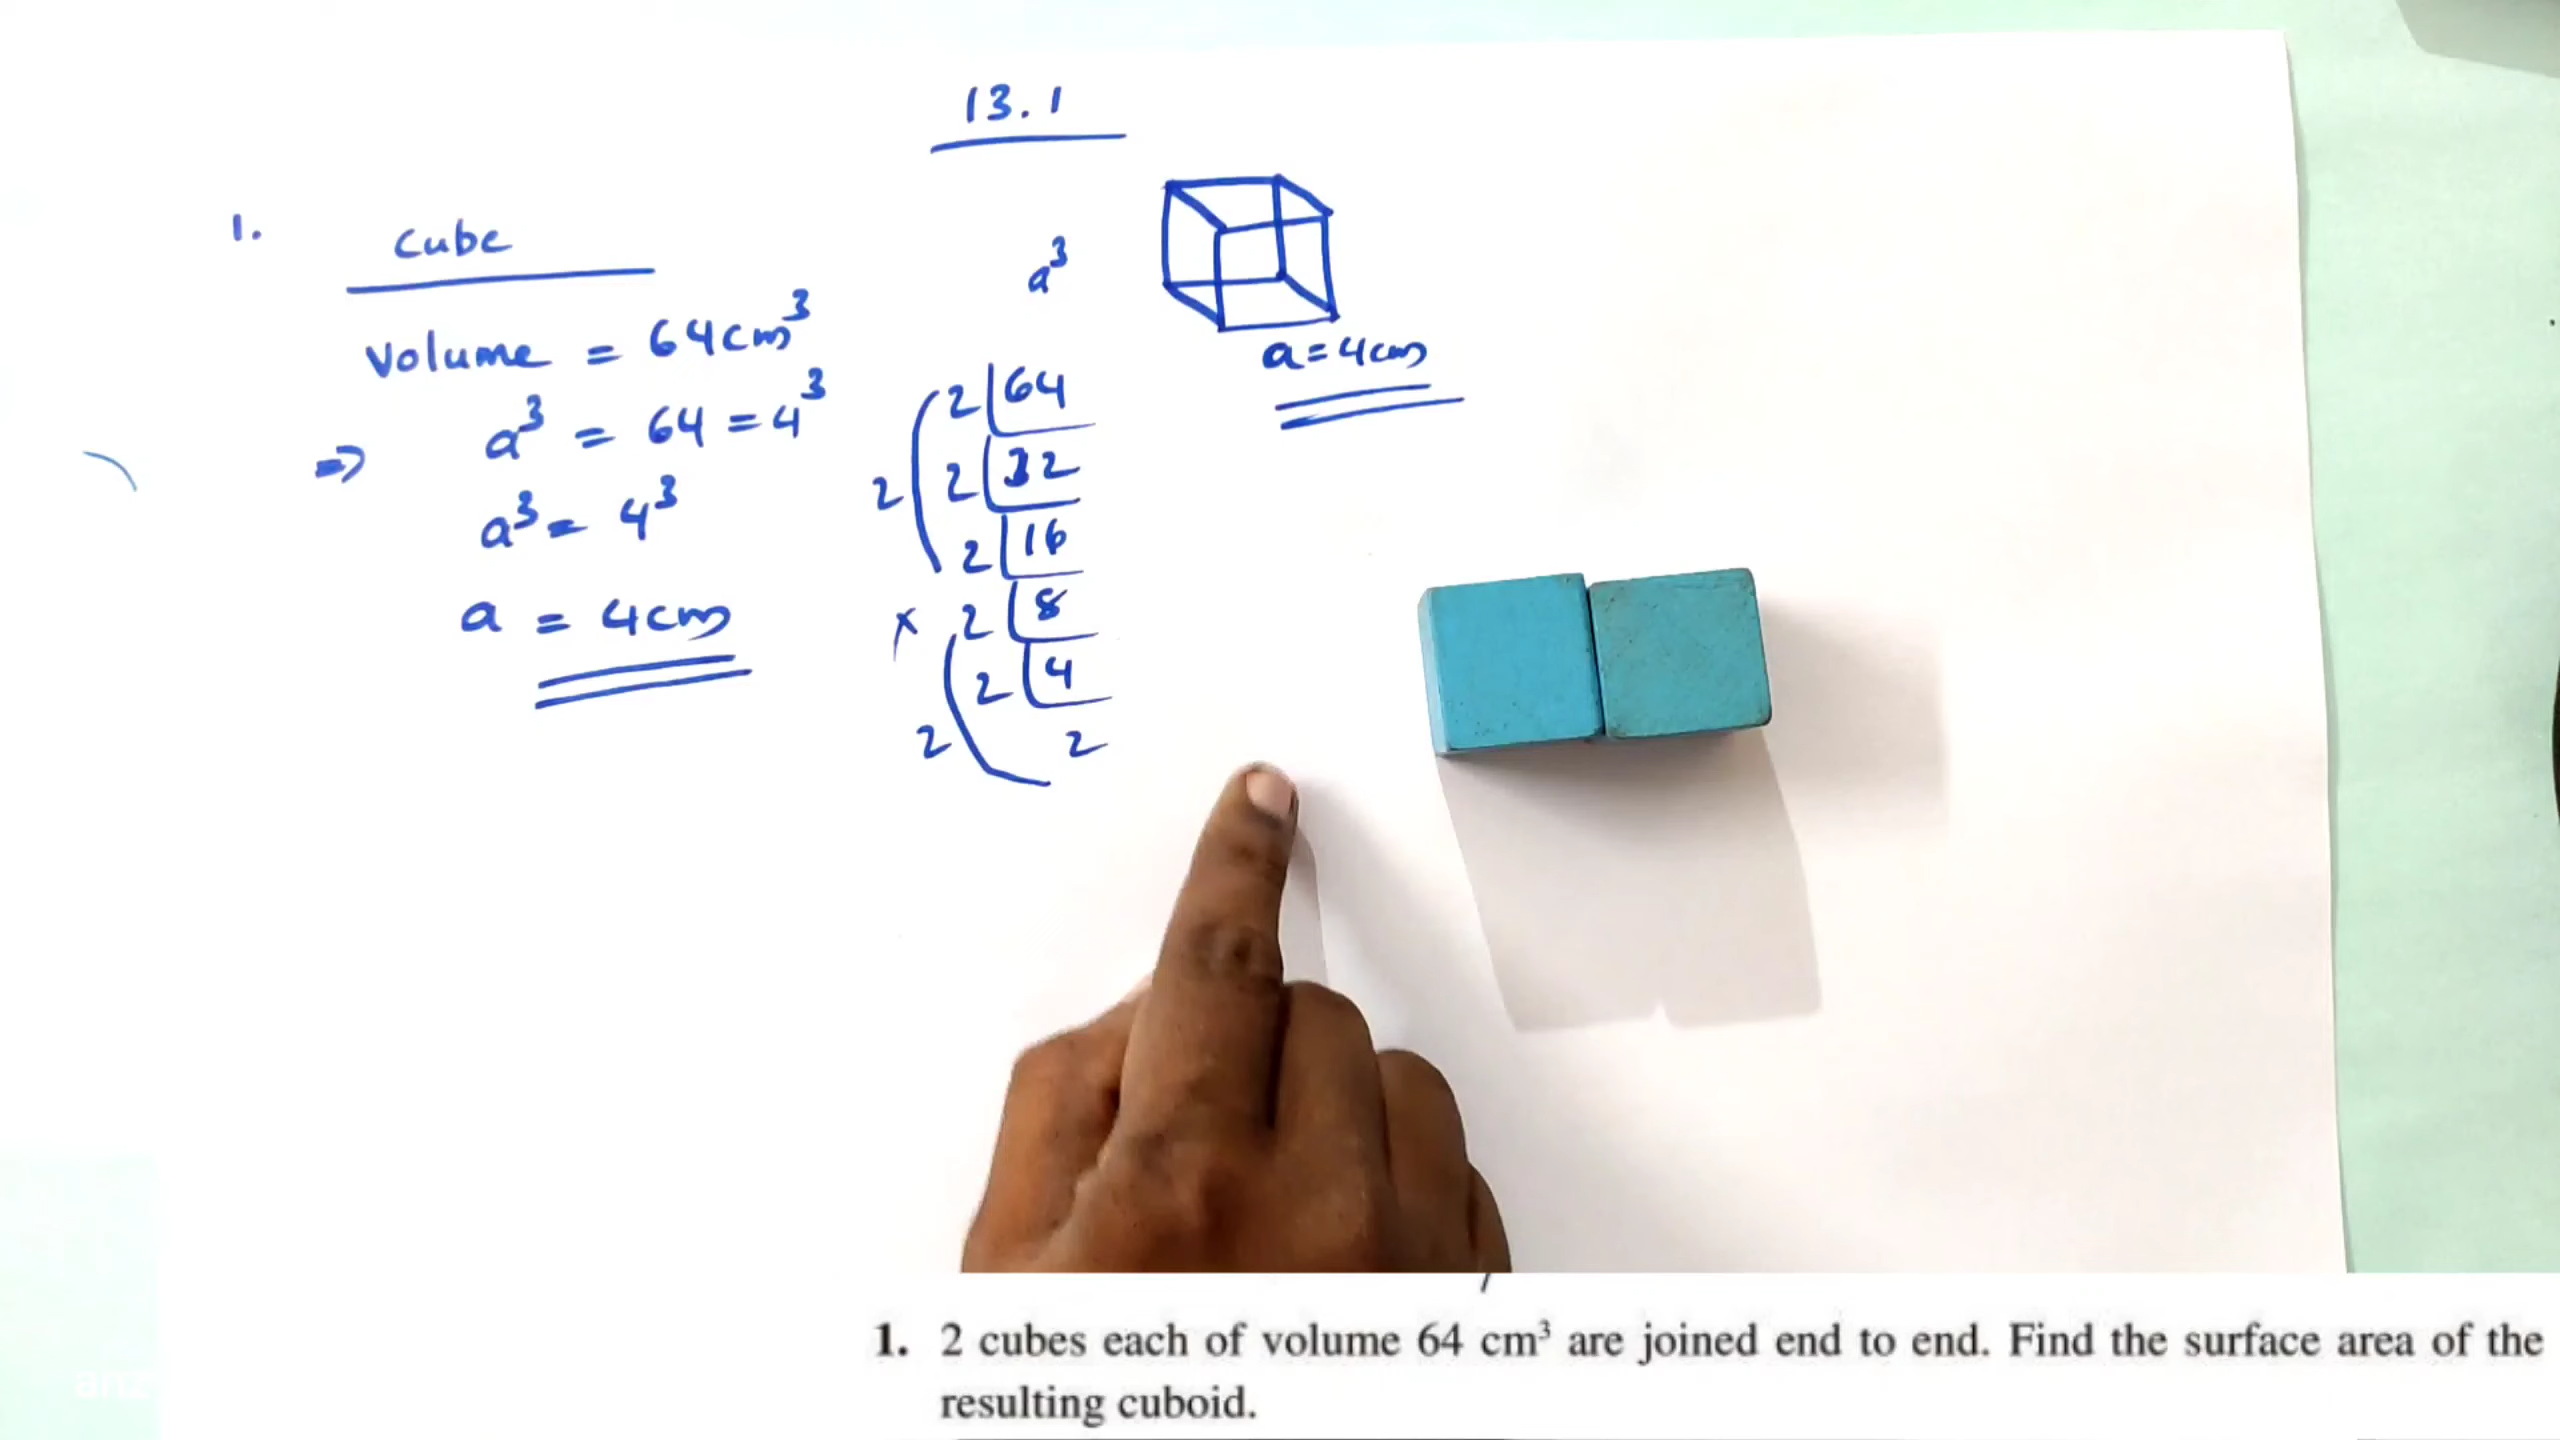 13.1
1. Cube
Volume = 64cm³
⇒ a³ = 64 = 4³
a³ = 4³
a = 4cm
a³
a = 4cm
2 64
2 32
2 16
2 8
2 4
2
2
×
2
1. 2 cubes each of volume 64 cm³ are joined end to end. Find the surface area of the
resulting cuboid.